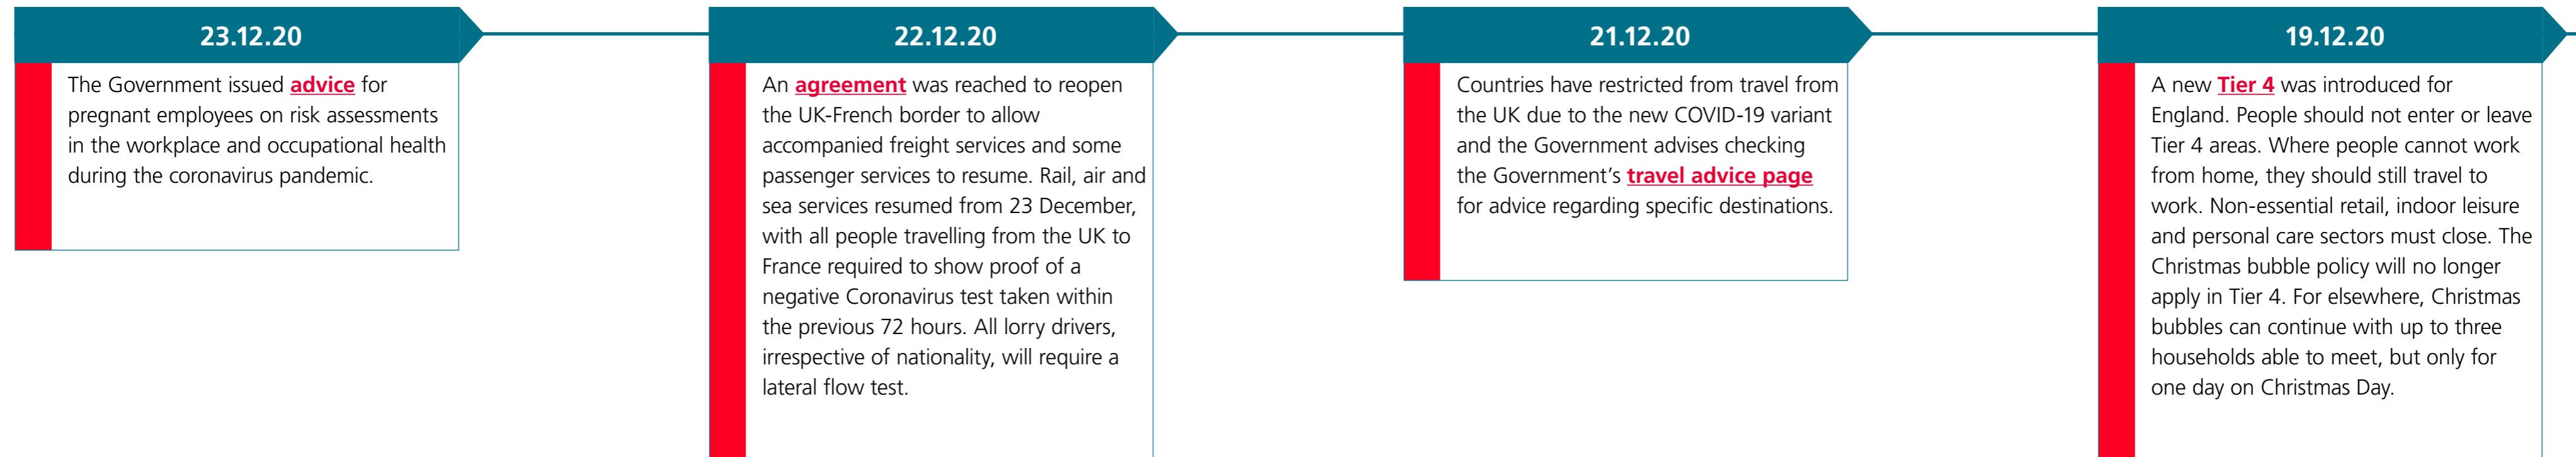 23.12.20
The Government issued advice for
pregnant employees on risk assessments
in the workplace and occupational health
during the coronavirus pandemic.
22.12.20
An agreement was reached to reopen
the UK-French border to allow
accompanied freight services and some
passenger services to resume. Rail, air and
sea services resumed from 23 December,
with all people travelling from the UK to
France required to show proof of a
negative Coronavirus test taken within
the previous 72 hours. All lorry drivers,
irrespective of nationality, will require a
lateral flow test.
21.12.20
Countries have restricted from travel from
the UK due to the new COVID-19 variant
and the Government advises checking
the Government’s travel advice page
for advice regarding specific destinations.
19.12.20
A new Tier 4 was introduced for
England. People should not enter or leave
Tier 4 areas. Where people cannot work
from home, they should still travel to
work. Non-essential retail, indoor leisure
and personal care sectors must close. The
Christmas bubble policy will no longer
apply in Tier 4. For elsewhere, Christmas
bubbles can continue with up to three
households able to meet, but only for
one day on Christmas Day.